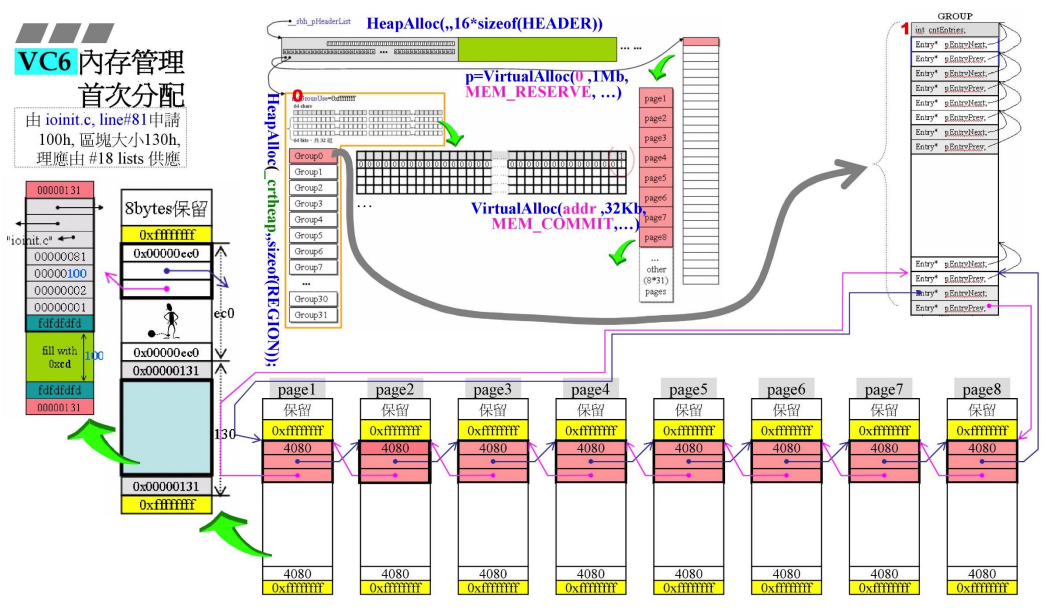 VC6 內存管理
首次分配
由 ioinit.c, line#81申請
100h, 區塊大小130h,
理應由 #18 lists 供應
__sbh_pHeaderList
HeapAlloc(,,16*sizeof(HEADER))
... ...
p=VirtualAlloc(0 ,1Mb,
MEM_RESERVE, …)
HeapAlloc(_crtheap,,sizeof(REGION));
0
Group0
Group1
Group2
Group3
Group4
Group5
Group6
Group7
...
Group30
Group31
...
VirtualAlloc(addr ,32Kb,
MEM_COMMIT,…)
page1
page2
page3
page4
page5
page6
page7
page8
...
other
(8*31)
pages
GROUP
1
int cntEntries;
Entry* pEntryNext;
Entry* pEntryPrev;
Entry* pEntryNext;
Entry* pEntryPrev;
Entry* pEntryNext;
Entry* pEntryPrev;
Entry* pEntryNext;
Entry* pEntryPrev;
Entry* pEntryNext;
Entry* pEntryPrev;
Entry* pEntryNext;
Entry* pEntryPrev;
00000131
"ioinit.c"
00000081
00000100
00000002
00000001
fdfdfdfd
fill with
0xcd
100
fdfdfdfd
00000131
8bytes保留
0xffffffff
0x00000ec0
ec0
0x00000ec0
0x00000131
130
0x00000131
0xffffffff
page1 page2 page3 page4 page5 page6 page7 page8
保留 保留 保留 保留 保留 保留 保留 保留
0xffffffff 0xffffffff 0xffffffff 0xffffffff 0xffffffff 0xffffffff 0xffffffff 0xffffffff
4080 4080 4080 4080 4080 4080 4080 4080
4080 4080 4080 4080 4080 4080 4080 4080
0xffffffff 0xffffffff 0xffffffff 0xffffffff 0xffffffff 0xffffffff 0xffffffff 0xffffffff